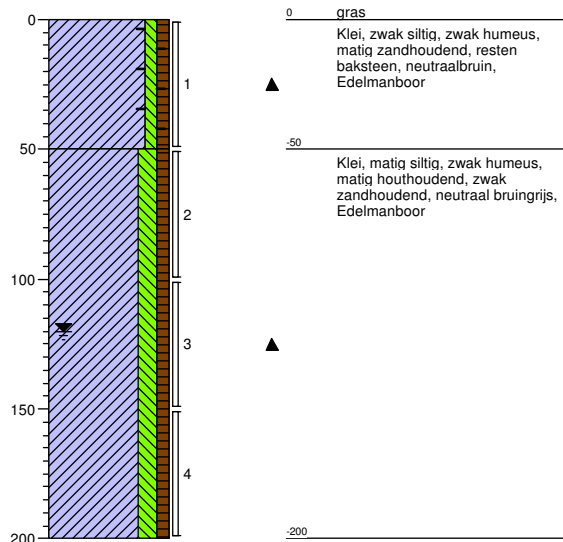 0
50
100
150
200
1
2
3
4
0
gras
Klei, zwak siltig, zwak humeus,
matig zandhoudend, resten
baksteen, neutraalbruin,
Edelmanboor
-50
Klei, matig siltig, zwak humeus,
matig houthoudend, zwak
zandhoudend, neutraal bruingrijs,
Edelmanboor
-200